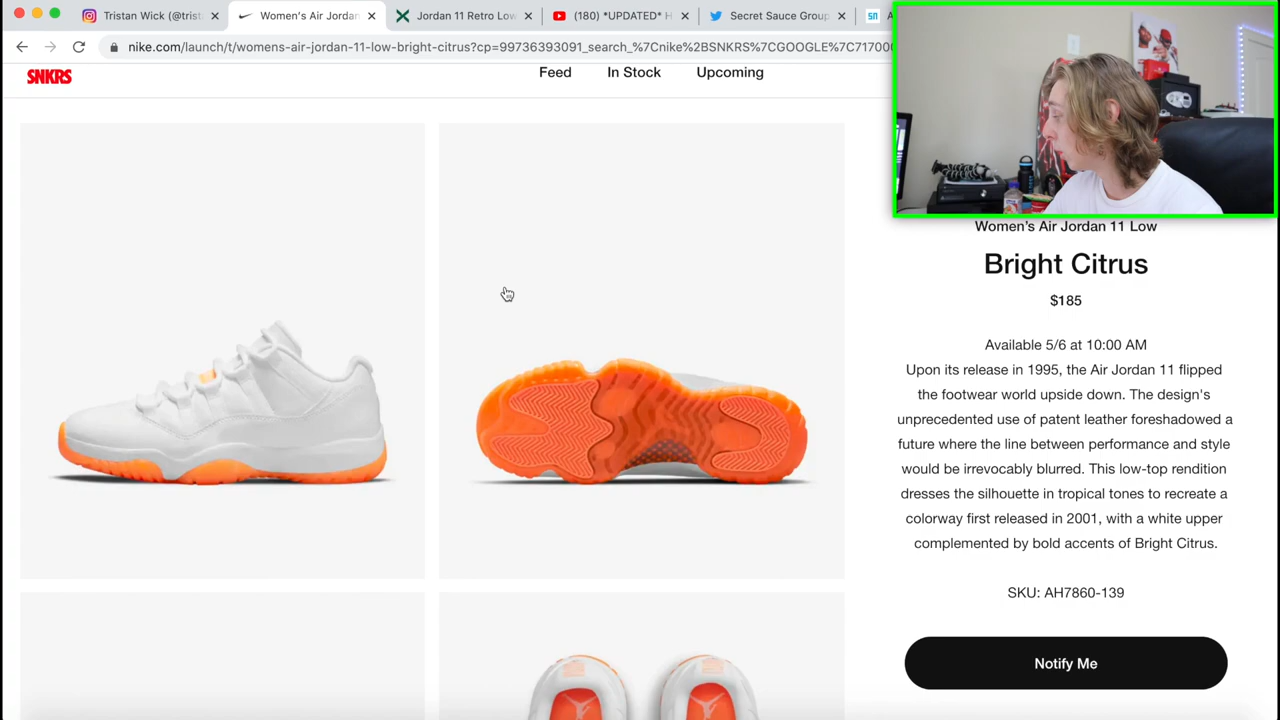 Tristan Wick (@trist
Women's Air Jordan
Jordan 11 Retro Low
(180) *UPDATED* H
Secret Sauce Group
sn
A
nike.com/launch/t/womens-air-jordan-11-low-bright-citrus?cp=99736393091_search_%7Cnike%2BSNKRS%7CGOOGLE%7C71700
SNKRS
Feed
In Stock
Upcoming
Women's Air Jordan 11 Low
Bright Citrus
$185
Available 5/6 at 10:00 AM
Upon its release in 1995, the Air Jordan 11 flipped
the footwear world upside down. The design's
unprecedented use of patent leather foreshadowed a
future where the line between performance and style
would be irrevocably blurred. This low-top rendition
dresses the silhouette in tropical tones to recreate a
colorway first released in 2001, with a white upper
complemented by bold accents of Bright Citrus.
SKU: AH7860-139
Notify Me